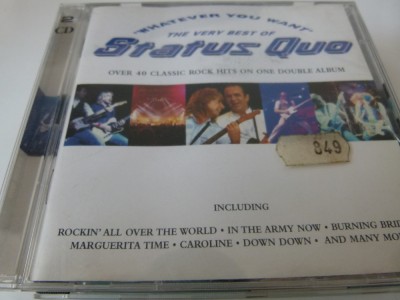 2
CD
"WHATEVER YOU WANT"
THE VERY BEST OF
Status Quo
OVER 40 CLASSIC ROCK HITS ON ONE DOUBLE ALBUM
849
INCLUDING
ROCKIN' ALL OVER THE WORLD • IN THE ARMY NOW • BURNING BRID
MARGUERITA TIME • CAROLINE • DOWN DOWN • AND MANY MO